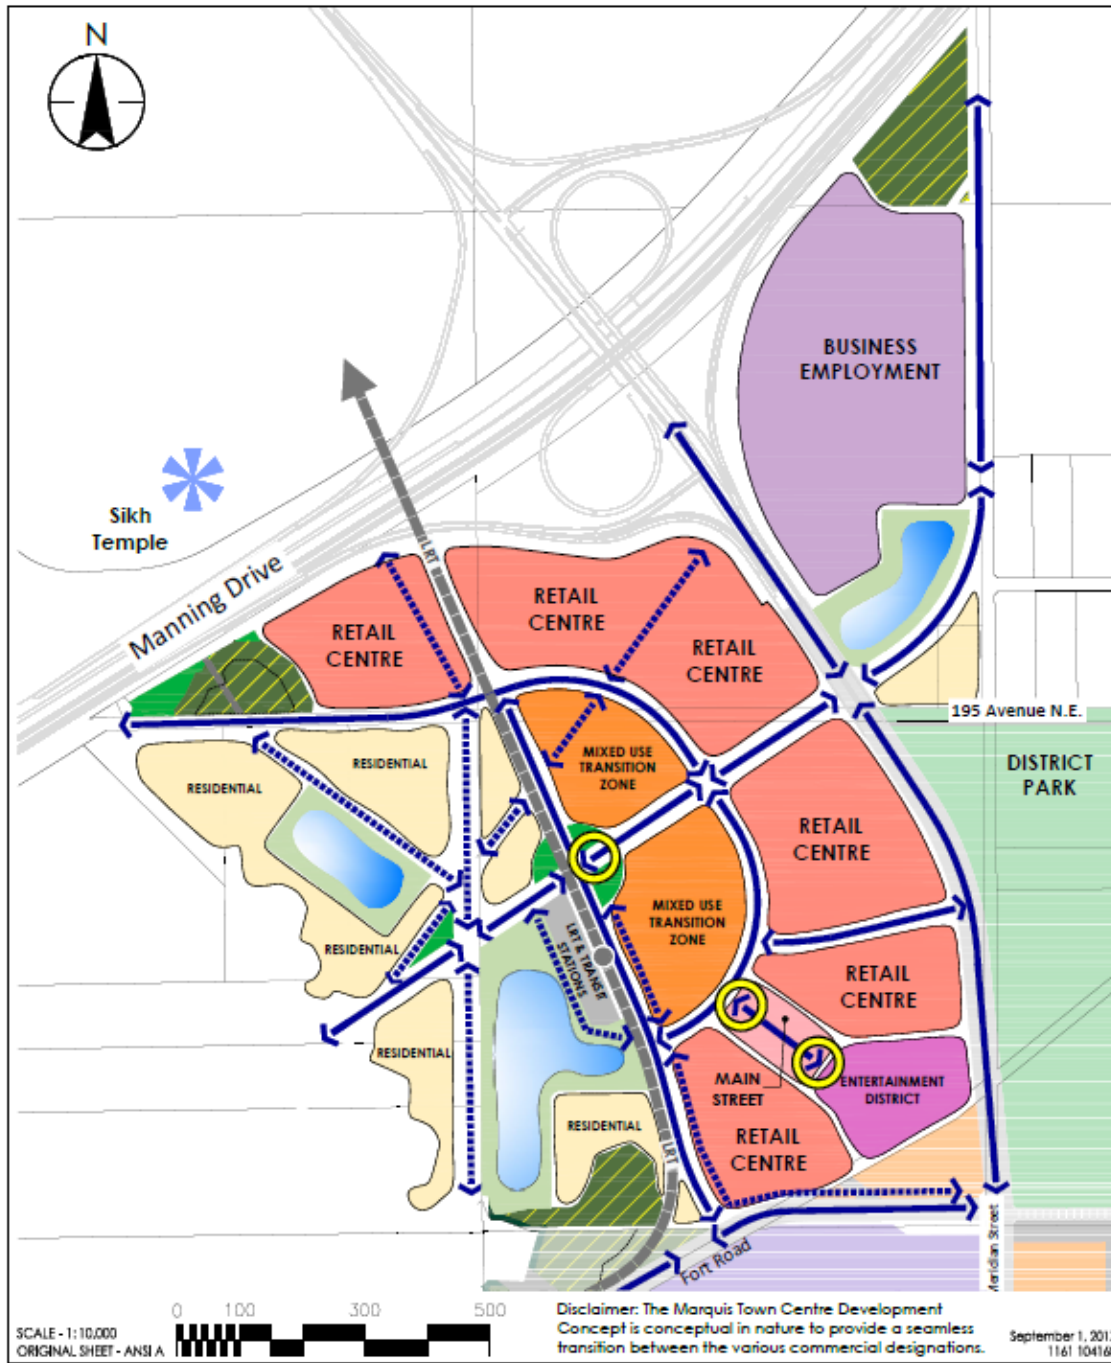 N
BUSINESS
EMPLOYMENT
Sikh
Temple
Manning Drive
LRT
RETAIL
CENTRE
RETAIL
CENTRE
RETAIL
CENTRE
195 Avenue N.E.
MIXED USE
TRANSITION
ZONE
DISTRICT
PARK
RESIDENTIAL
RESIDENTIAL
RETAIL
CENTRE
MIXED USE
TRANSITION
ZONE
RESIDENTIAL
LRT & TRANSIT
STATIONS
RETAIL
CENTRE
RESIDENTIAL
MAIN
STREET
ENTERTAINMENT
DISTRICT
RESIDENTIAL
RETAIL
CENTRE
LRT
Fort Road
Meridian Street
0 100 300 500
SCALE - 1:10,000
ORIGINAL SHEET - ANSI A
Disclaimer: The Marquis Town Centre Development
Concept is conceptual in nature to provide a seamless
transition between the various commercial designations.
September 1, 201
1161 10416